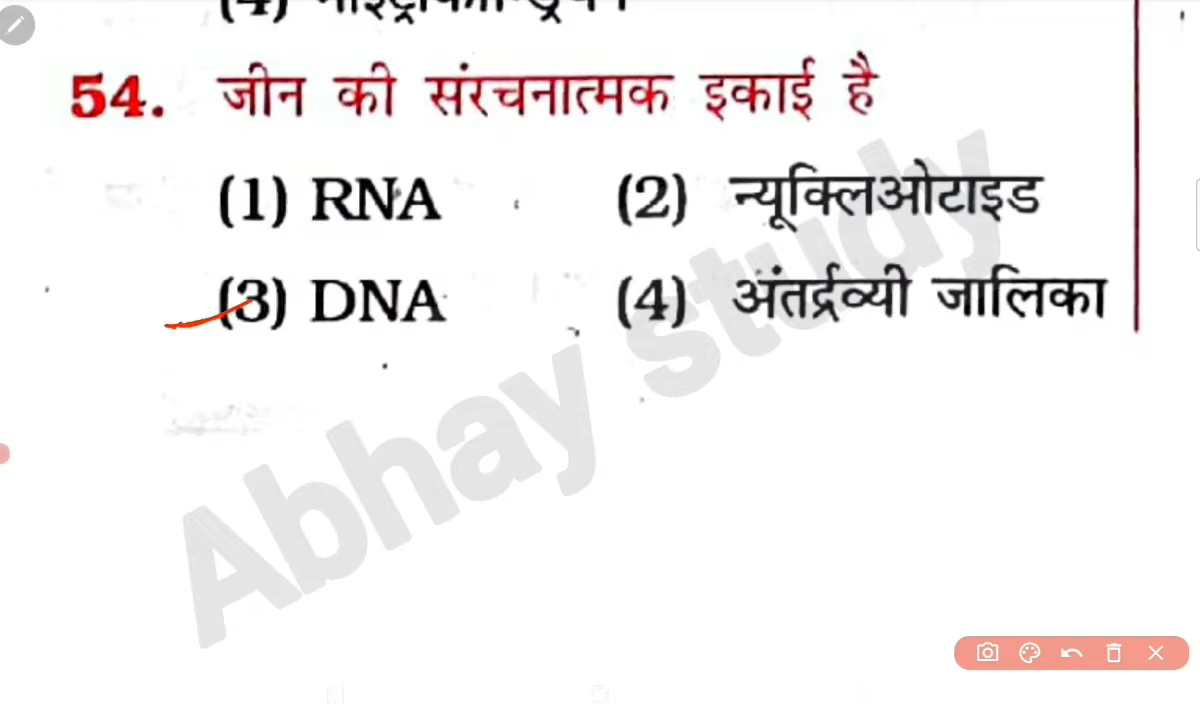 54. जीन की संरचनात्मक इकाई है
(1) RNA (2) न्यूक्लिओटाइड
(3) DNA (4) अंतर्द्रव्यी जालिका
Abhay study